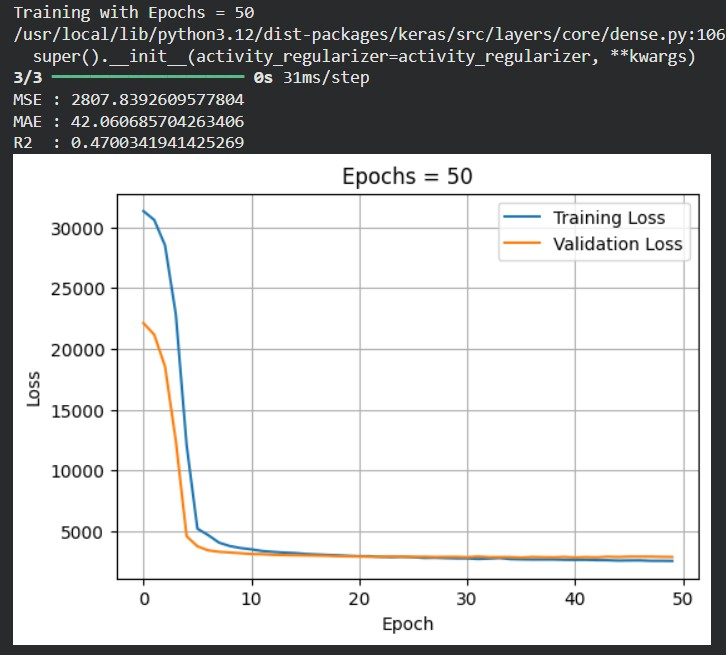 Training with Epochs = 50
/usr/local/lib/python3.12/dist-packages/keras/src/layers/core/dense.py:106
super().__init__(activity_regularizer=activity_regularizer, **kwargs)
3/3 0s 31ms/step
MSE : 2807.8392609577804
MAE : 42.060685704263406
R2 : 0.4700341941425269
Epochs = 50
Training Loss
Validation Loss
30000
25000
20000
15000
10000
5000
Loss
0 10 20 30 40 50
Epoch